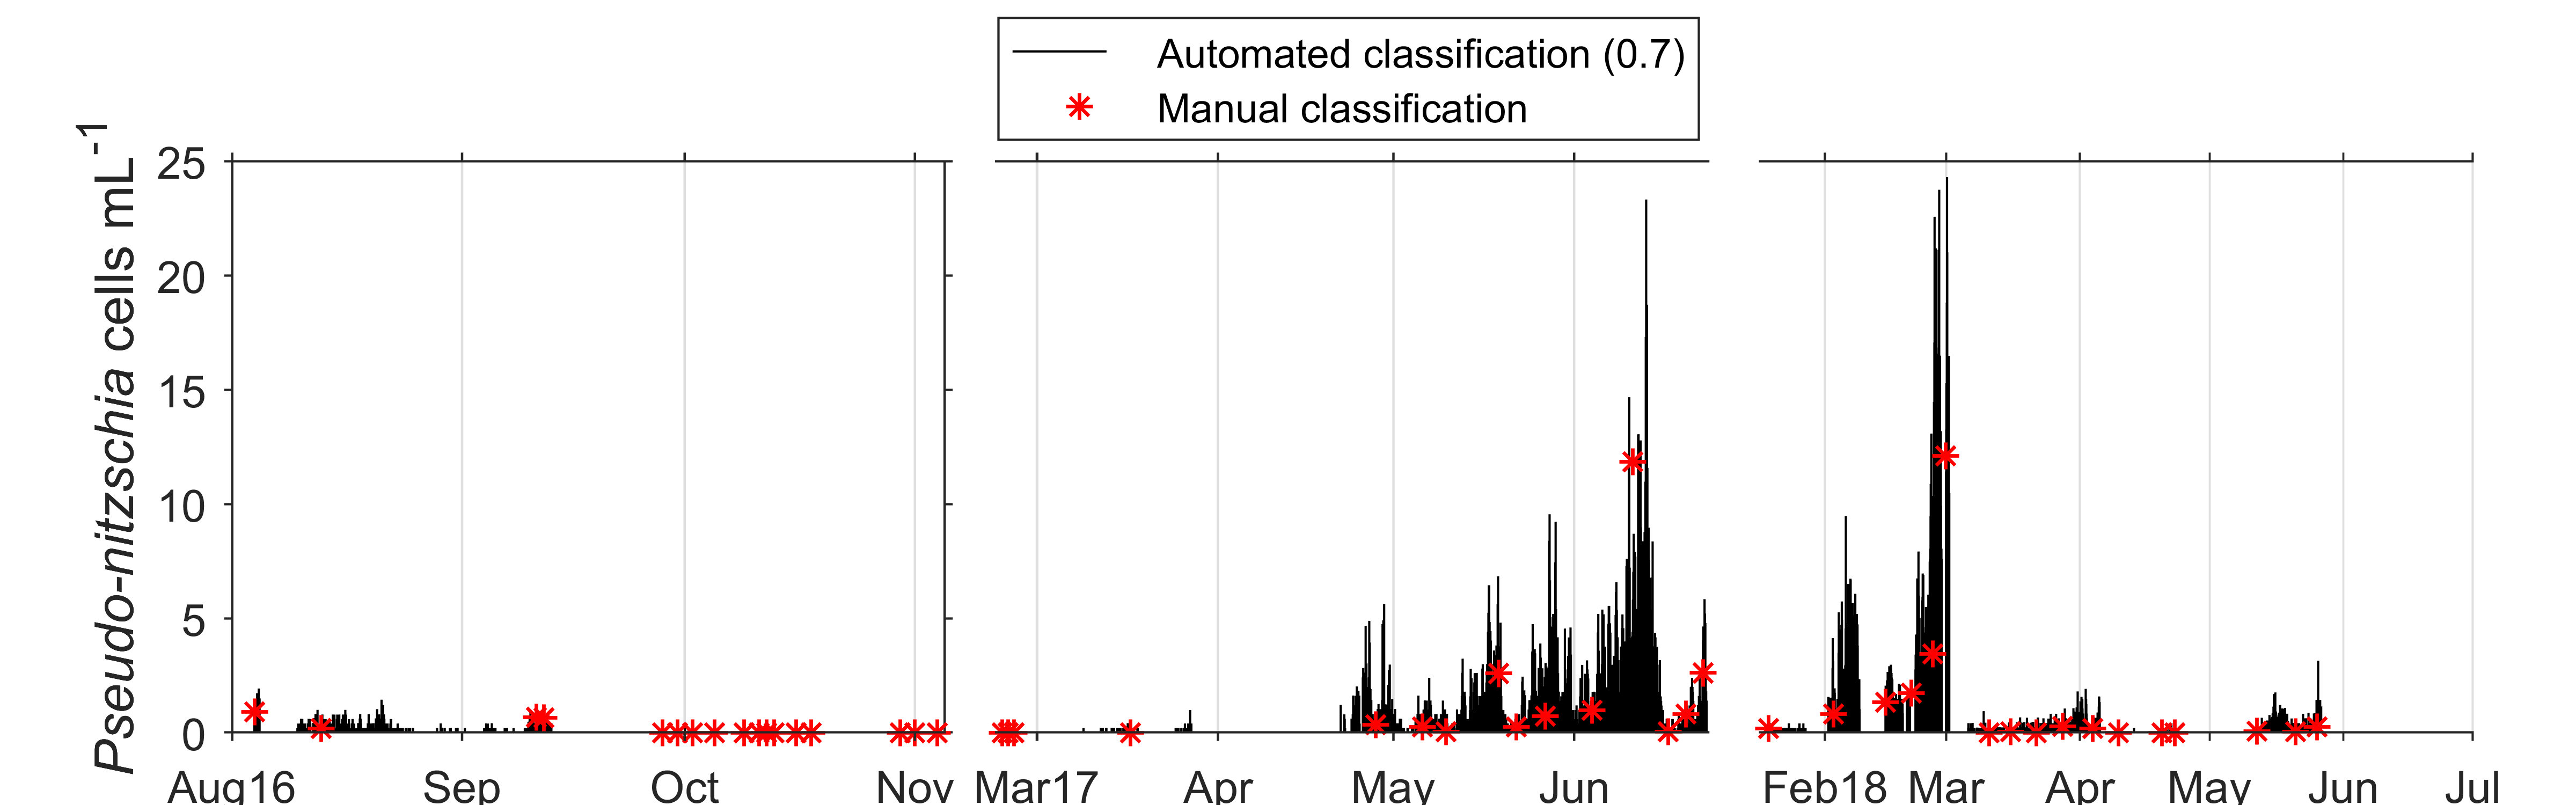 Automated classification (0.7)
Manual classification
Pseudo-nitzschia cells mL-1
25
20
15
10
5
0
Aug16 Sep Oct Nov Mar17 Apr May Jun Feb18 Mar Apr May Jun Jul